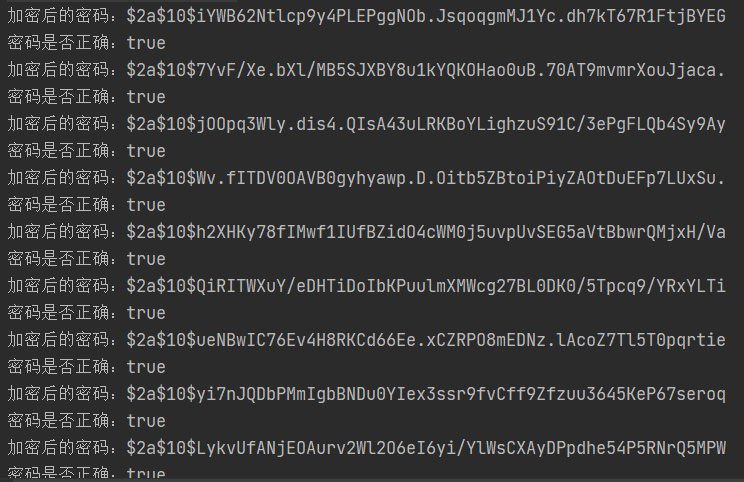 加密后的密码：$2a$10$iYWB62Ntlcp9y4PLEPggNOb.JsqoqgmMJ1Yc.dh7kT67R1FtjBYEG
密码是否正确：true
加密后的密码：$2a$10$7YvF/Xe.bXl/MB5SJXBY8u1kYQKOHao0uB.70AT9mvmrXouJjaca.
密码是否正确：true
加密后的密码：$2a$10$jOOpq3Wly.dis4.QIsA43uLRKBoYLighzuS91C/3ePgFLQb4Sy9Ay
密码是否正确：true
加密后的密码：$2a$10$Wv.fITDV0OAVB0gyhyawp.D.Oitb5ZBtoiPiyZAOtDuEFp7LUxSu.
密码是否正确：true
加密后的密码：$2a$10$h2XHKy78fIMwf1IUfBZidO4cWM0j5uvpUvSEG5aVtBbwrQMjxH/Va
密码是否正确：true
加密后的密码：$2a$10$QiRITWXuY/eDHTiDoIbKPuulmXMWcg27BL0DK0/5Tpcq9/YRxYLTi
密码是否正确：true
加密后的密码：$2a$10$ueNBwIC76Ev4H8RKCd66Ee.xCZRPO8mEDNz.lAcoZ7Tl5T0pqrtie
密码是否正确：true
加密后的密码：$2a$10$yi7nJQDbPMmIgbBNDu0YIex3ssr9fvCff9Zfzuu3645KeP67seroq
密码是否正确：true
加密后的密码：$2a$10$LykvUfANjEOAurv2Wl2O6eI6yi/YlWsCXAyDPpdhe54P5RNrQ5MPW
密码是否正确：true